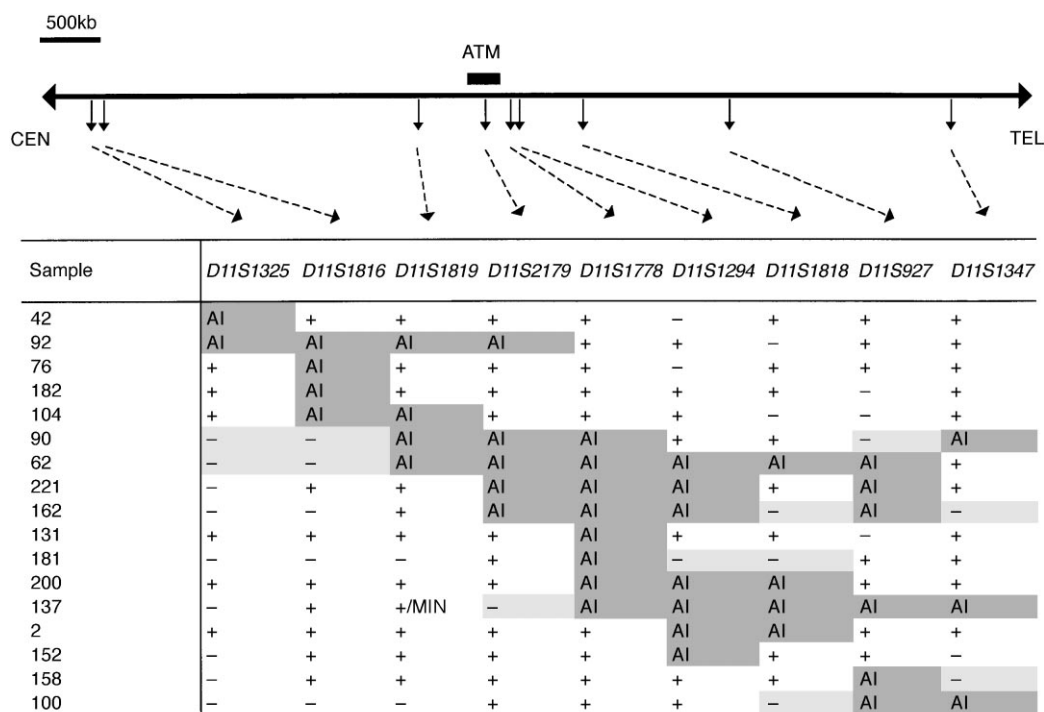 500kb
ATM
CEN TEL
Sample D11S1325 D11S1816 D11S1819 D11S2179 D11S1778 D11S1294 D11S1818 D11S927 D11S1347
42 AI + + + + – + + +
92 AI AI AI AI + + – + +
76 + AI + + + – + + +
182 + AI + + + + + – +
104 + AI AI + + + – – +
90 – – AI AI AI + + – AI
62 – – AI AI AI AI AI AI +
221 – + + AI AI AI + AI +
162 – – + AI AI AI – AI –
131 + + + + AI + + – +
181 – – – + AI – – + +
200 + + + + AI AI AI + +
137 – + +/MIN – AI AI AI AI AI
2 + + + + + AI AI + +
152 – + + + + AI + + –
158 – + + + + + + AI –
100 – – – + + + – AI AI